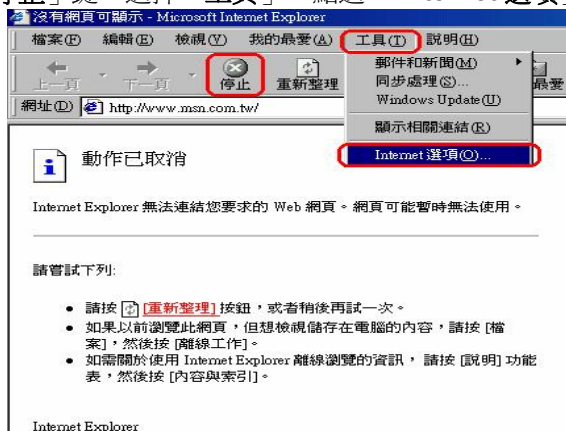 沒有網頁可顯示 - Microsoft Internet Explorer
檔案(F) 編輯(E) 檢視(V) 我的最愛(A) 工具(T) 說明(H)
上一頁 下一頁 停止 重新整理 最愛
郵件和新聞(M)
同步處理(S)...
Windows Update(U)
顯示相關連結(R)
Internet 選項(O)...
網址(D) http://www.msn.com.tw/
動作已取消
Internet Explorer 無法連結您要求的 Web 網頁。網頁可能暫時無法使用。
請嘗試下列:
請按 [重新整理] 按鈕，或者稍後再試一次。
如果以前瀏覽此網頁，但想檢視儲存在電腦的內容，請按 [檔
案]，然後按 [離線工作]。
如需關於使用 Internet Explorer 離線瀏覽的資訊， 請按 [說明] 功能
表，然後按 [內容與索引]。
Internet Explorer